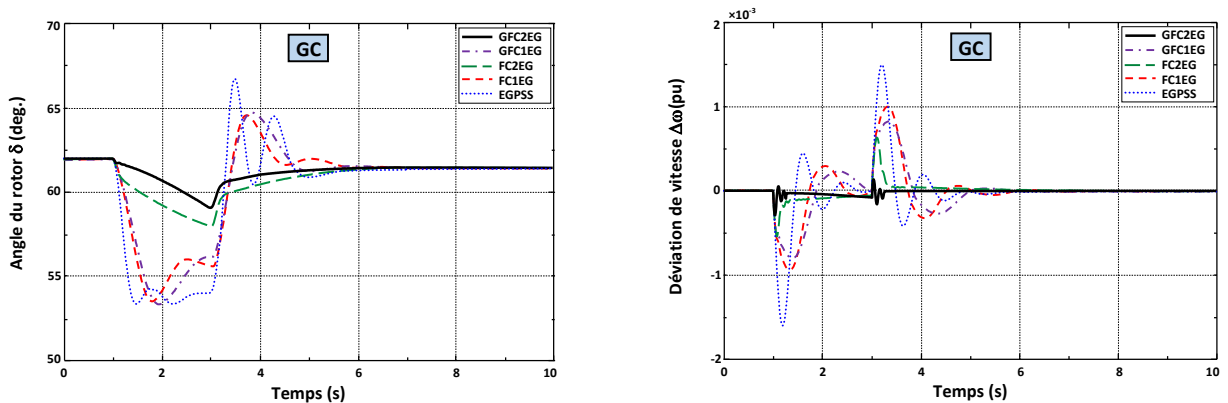 70
65
60
55
50
0
2
4
6
8
10
Angle du rotor δ (deg.)
Temps (s)
GC
GFC2EG
GFC1EG
FC2EG
FC1EG
EGPSS
2
1
0
-1
-2
x 10⁻³
0
2
4
6
8
10
Déviation de vitesse Δω(pu)
Temps (s)
GC
GFC2EG
GFC1EG
FC2EG
FC1EG
EGPSS